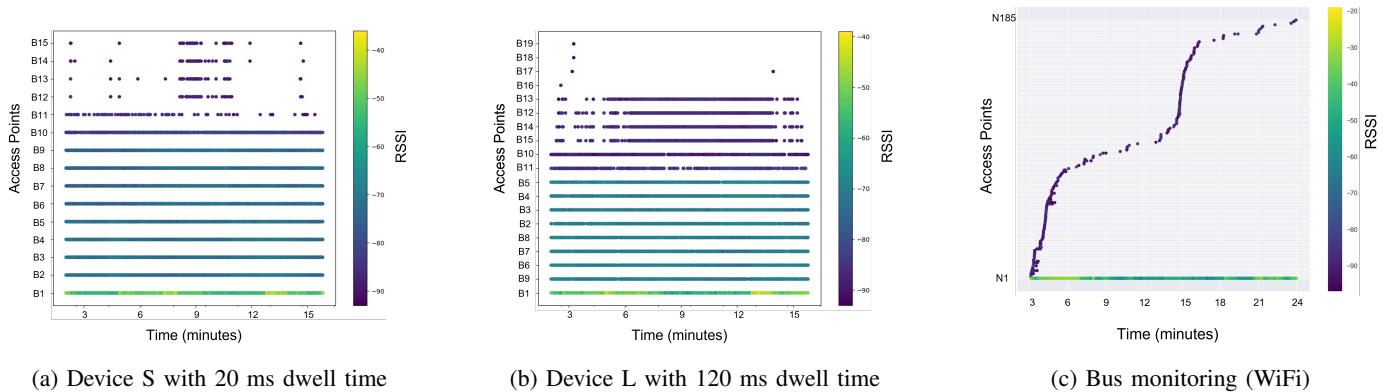 B15
B14
B13
B12
B11
B10
B9
B8
B7
B6
B5
B4
B3
B2
B1
Access Points
3 6 9 12 15
Time (minutes)
−40
−50
−60
−70
−80
−90
RSSI
(a) Device S with 20 ms dwell time
B19
B18
B17
B16
B13
B12
B14
B15
B10
B11
B5
B4
B3
B2
B8
B7
B6
B9
B1
Access Points
3 6 9 12 15
Time (minutes)
−40
−50
−60
−70
−80
−90
RSSI
(b) Device L with 120 ms dwell time
N185
N1
Access Points
3 6 9 12 15 18 21 24
Time (minutes)
−20
−30
−40
−50
−60
−70
−80
−90
RSSI
(c) Bus monitoring (WiFi)